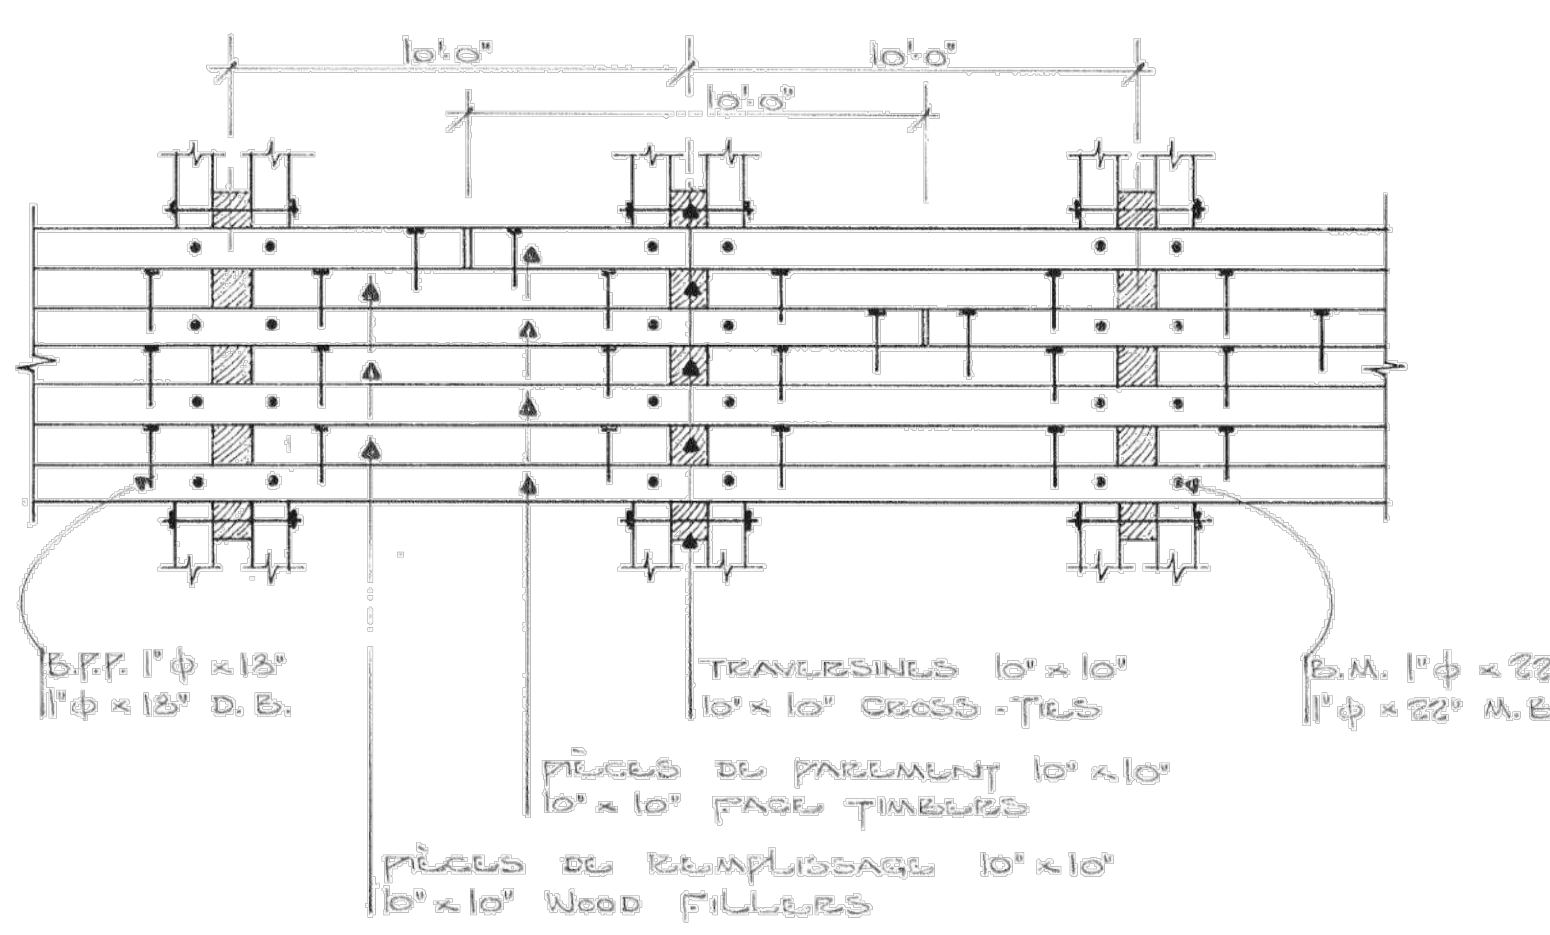 10'-0" 10'-0"
10'-0"
B.P.P. 1" ϕ x 18"
1" ϕ x 18" D. B.
TRAVERSINES 10" x 10"
10" x 10" CROSS - TIES
B.M. 1" ϕ x 22
1" ϕ x 22" M. B
PIÈCES DE PAREMENT 10" x 10"
10" x 10" FACE TIMBERS
PIÈCES DE REMPLISSAGE 10" x 10"
10" x 10" WOOD FILLERS